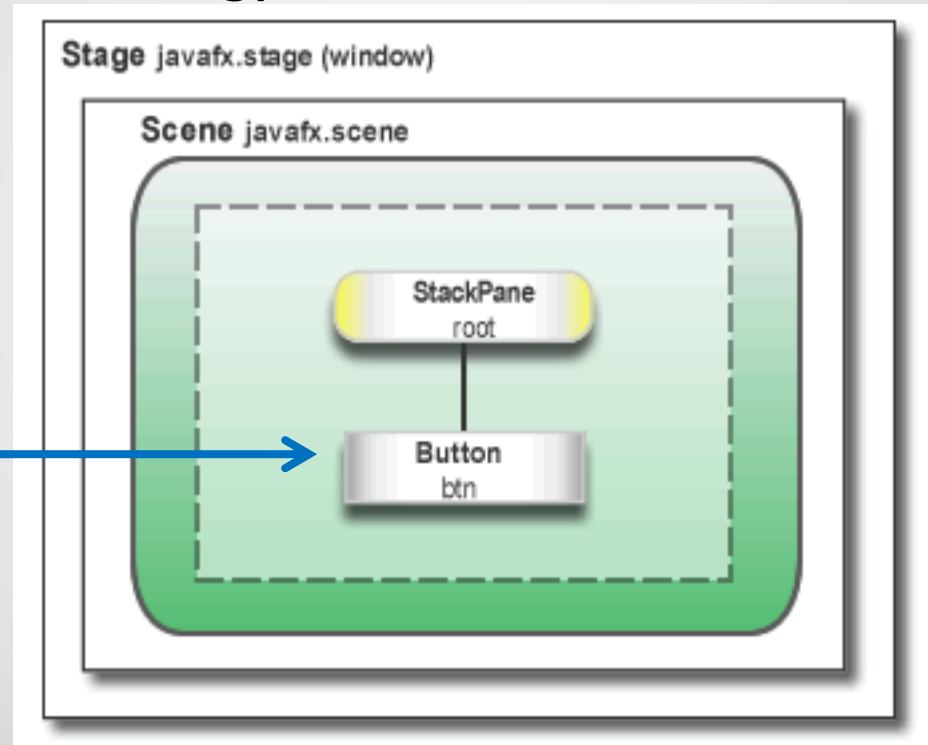 Stage javafx.stage (window)
Scene javafx.scene
StackPane
root
Button
btn